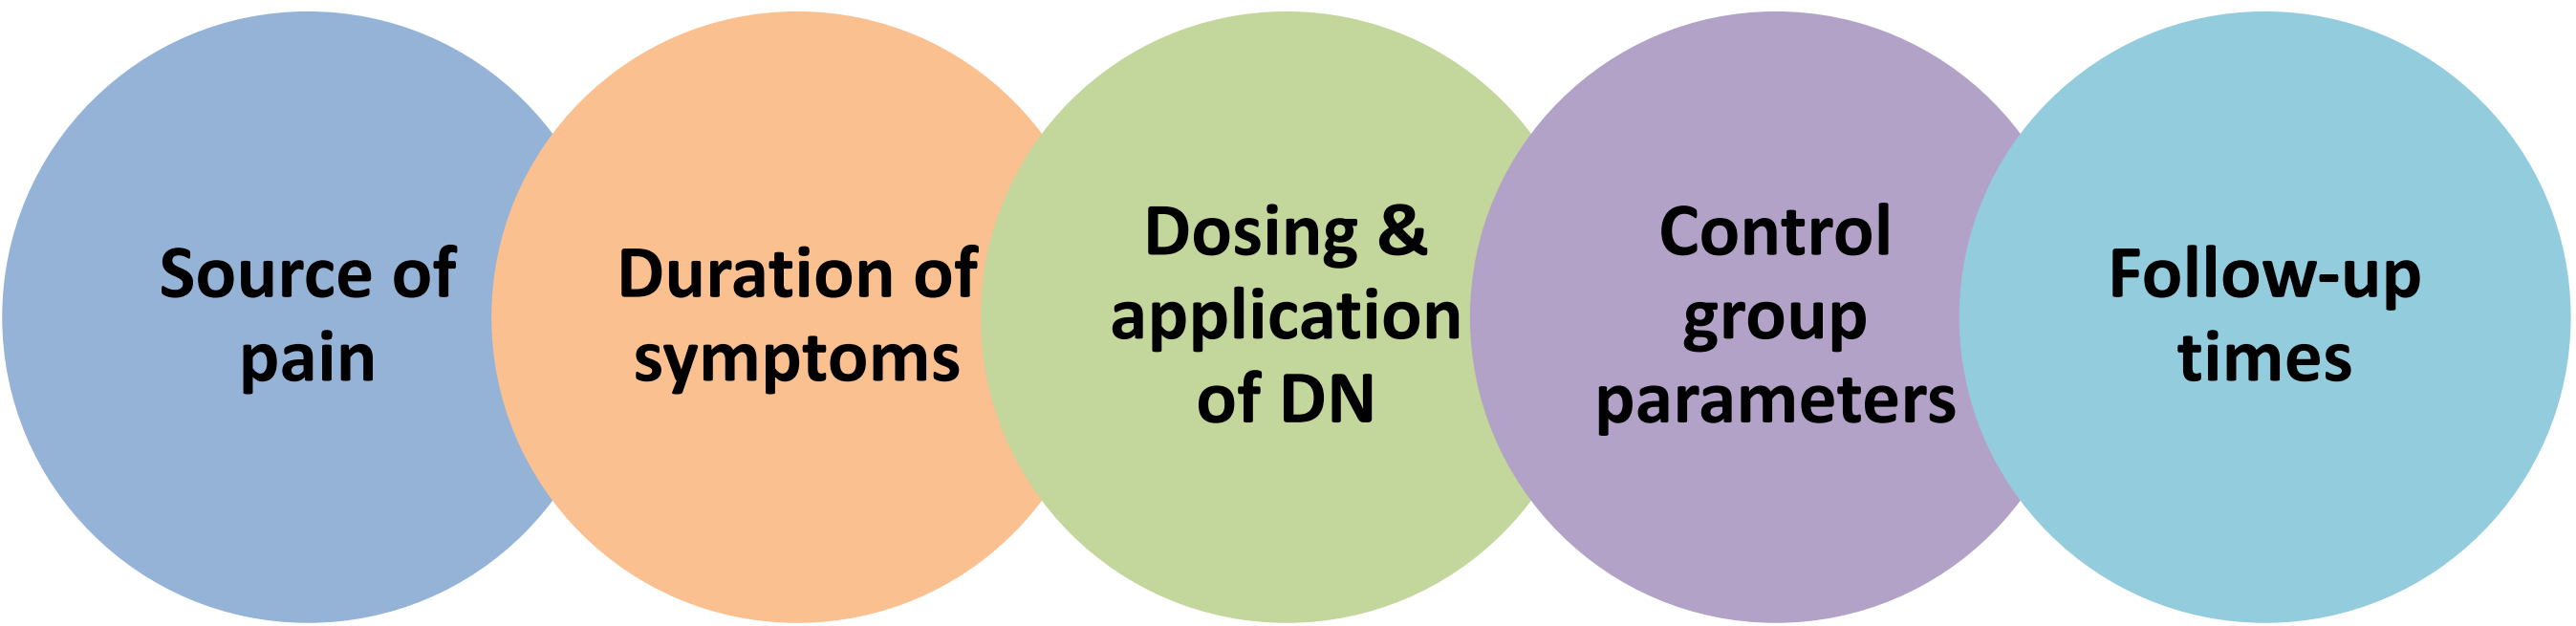 Source of
pain
Duration of
symptoms
Dosing &
application
of DN
Control
group
parameters
Follow-up
times